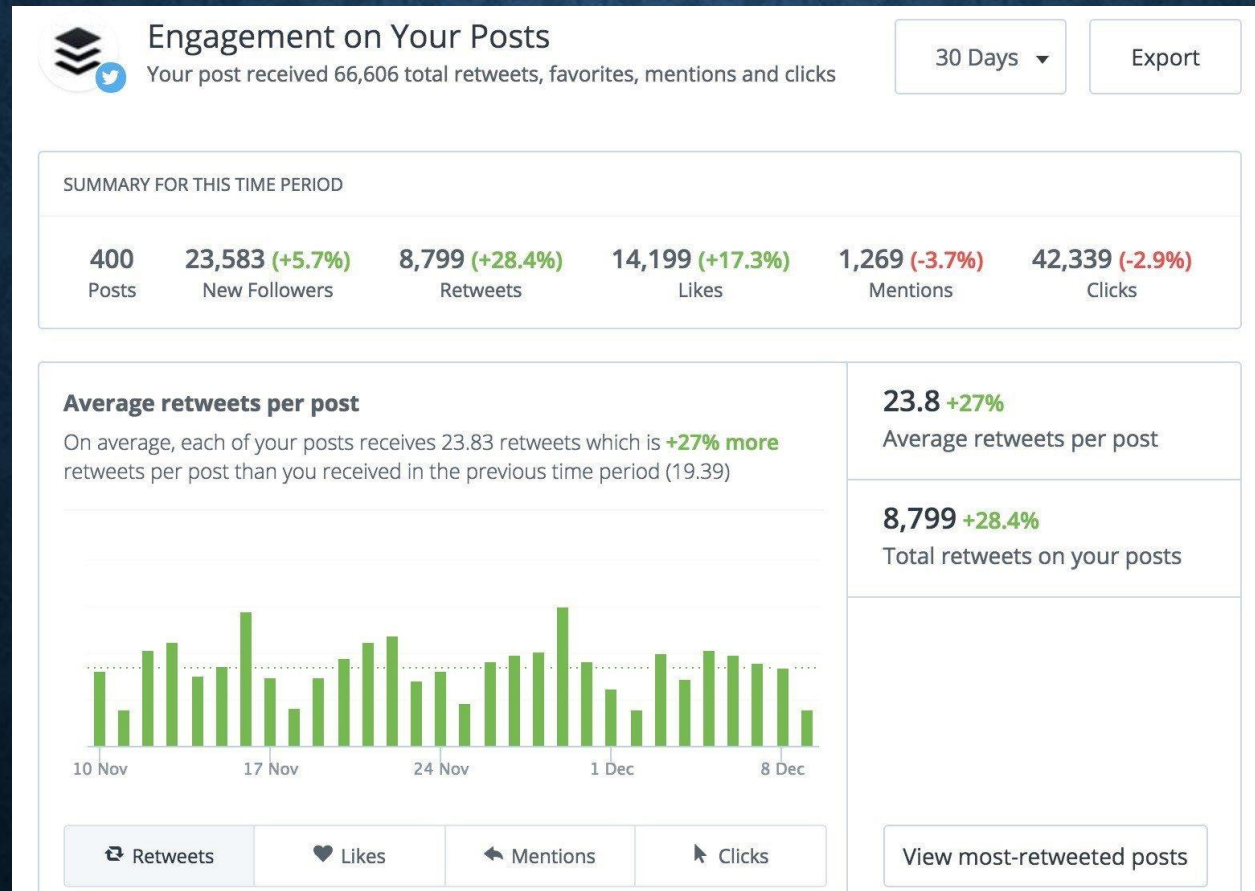 Engagement on Your Posts
Your post received 66,606 total retweets, favorites, mentions and clicks
30 Days
Export
SUMMARY FOR THIS TIME PERIOD
400
Posts
23,583 (+5.7%)
New Followers
8,799 (+28.4%)
Retweets
14,199 (+17.3%)
Likes
1,269 (-3.7%)
Mentions
42,339 (-2.9%)
Clicks
Average retweets per post
On average, each of your posts receives 23.83 retweets which is +27% more
retweets per post than you received in the previous time period (19.39)
10 Nov
17 Nov
24 Nov
1 Dec
8 Dec
Retweets
Likes
Mentions
Clicks
23.8 +27%
Average retweets per post
8,799 +28.4%
Total retweets on your posts
View most-retweeted posts